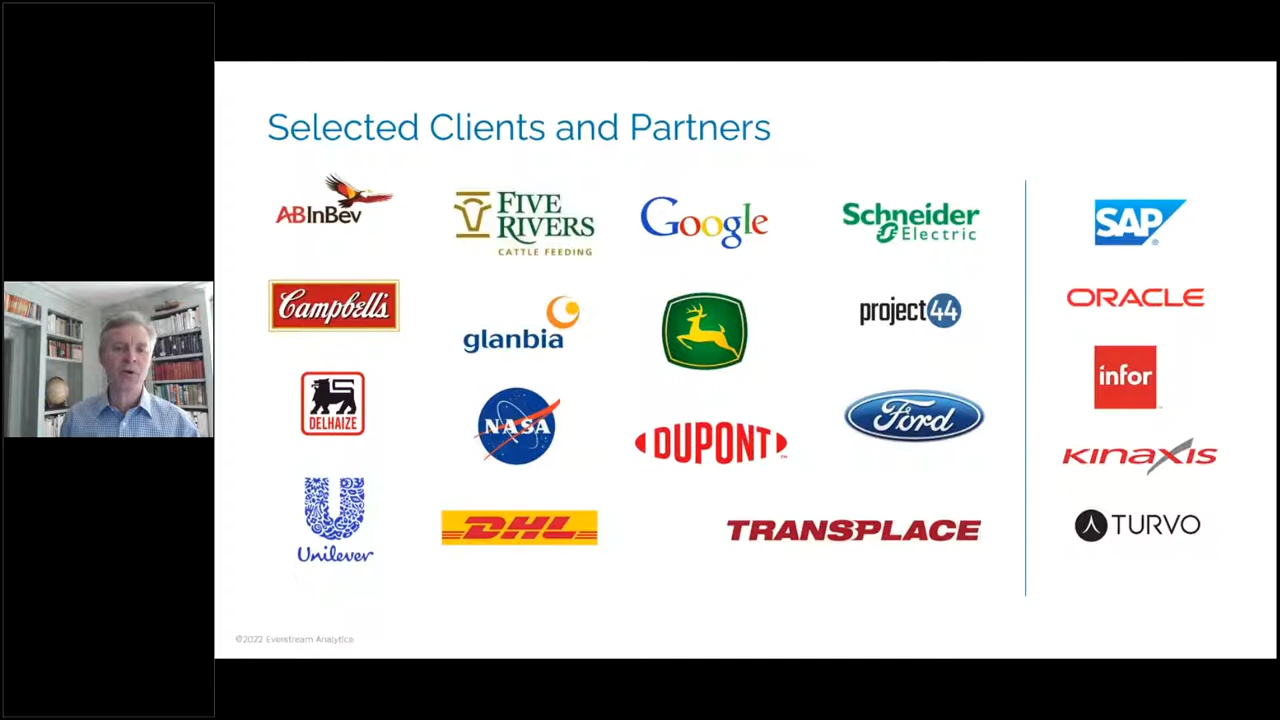 Selected Clients and Partners
ABInBev
FIVE
RIVERS
CATTLE FEEDING
Google
Schneider
Electric
SAP
®
Campbell's
glanbia
project44
ORACLE
infor
DELHAIZE
NASA
DUPONT™
Ford
KINAXIS
Unilever
DHL
TRANSPLACE
TURVO
©2022 Everstream Analytics